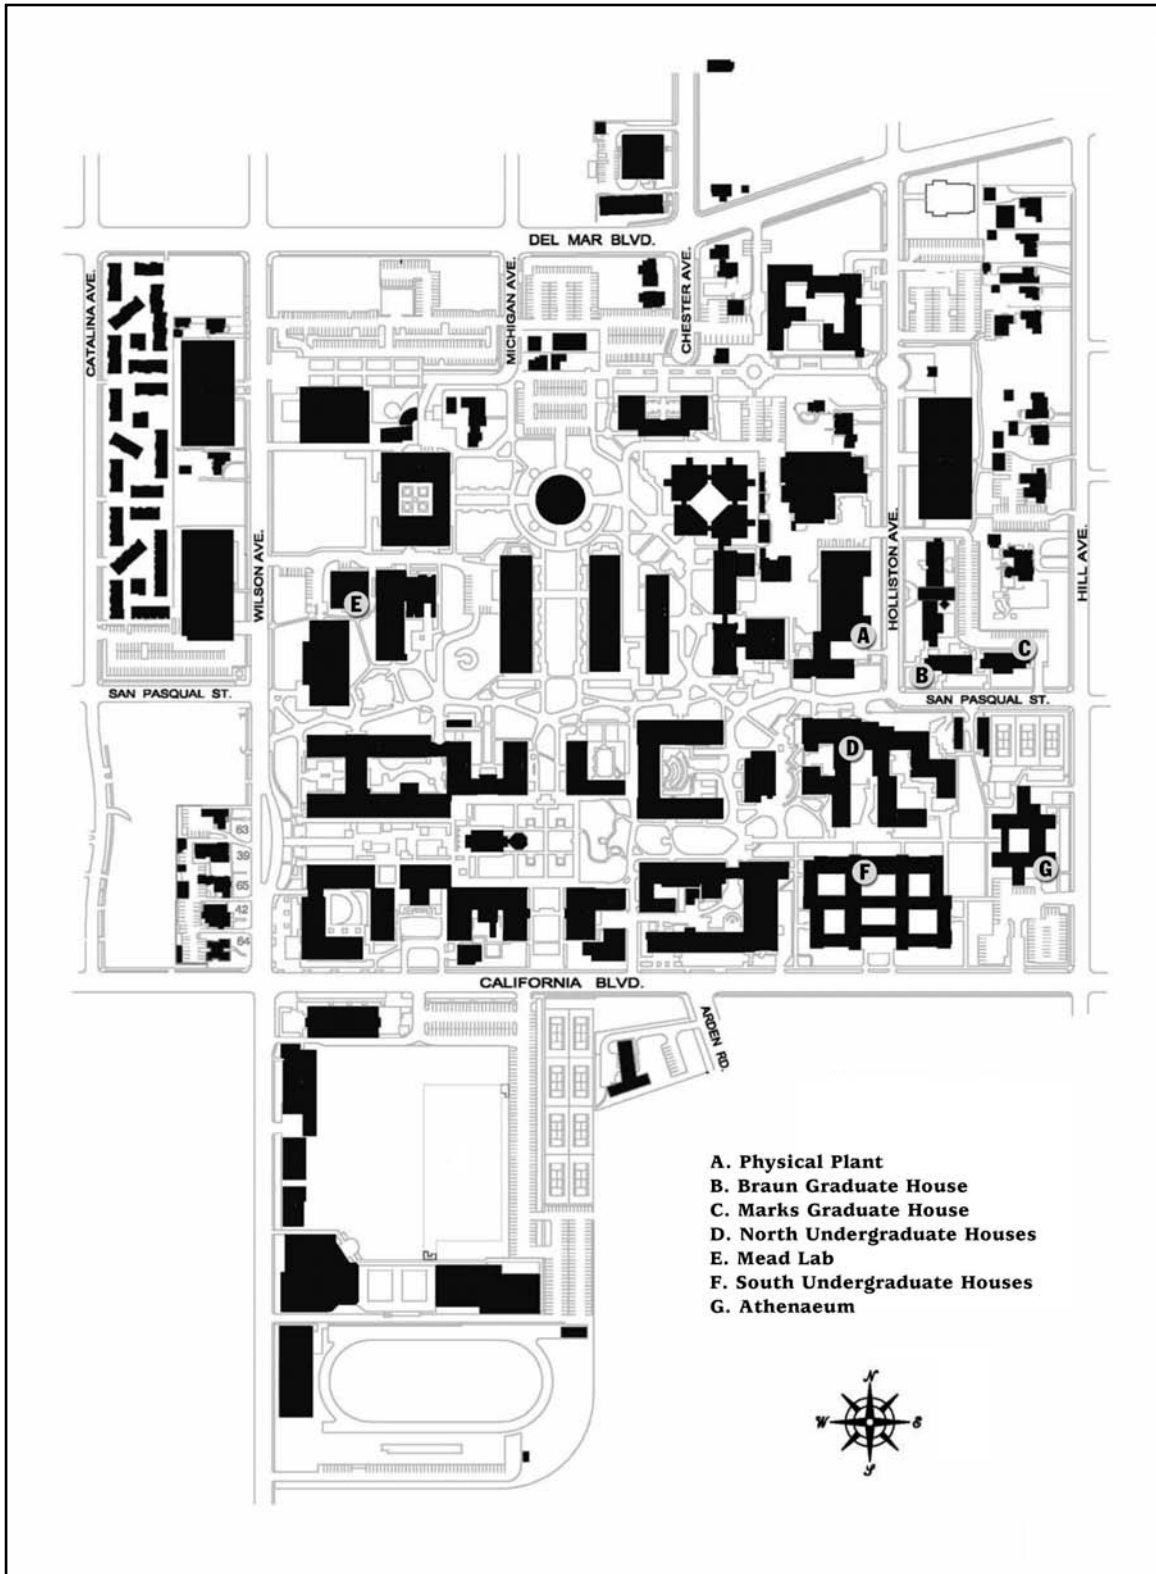 DEL MAR BLVD.
CATALINA AVE.
MICHIGAN AVE.
CHESTER AVE.
WILSON AVE.
HOLLISTON AVE.
HILL AVE.
E
A
C
B
SAN PASQUAL ST.
SAN PASQUAL ST.
D
63
39
65
42
64
F
G
CALIFORNIA BLVD.
ARDEN RD.
A. Physical Plant
B. Braun Graduate House
C. Marks Graduate House
D. North Undergraduate Houses
E. Mead Lab
F. South Undergraduate Houses
G. Athenaeum
N
W
E
S